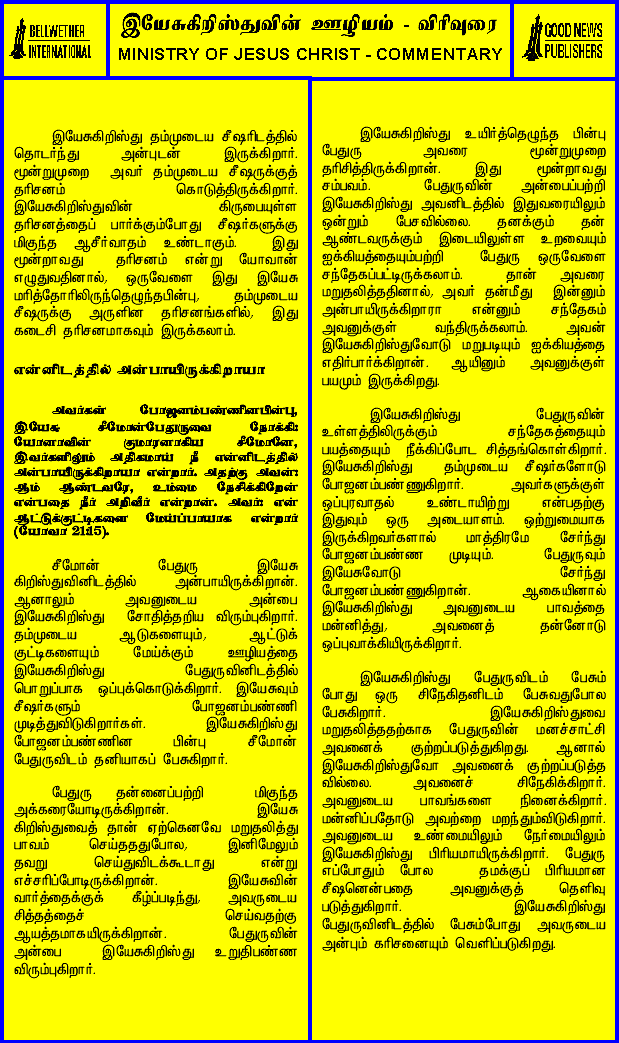 BELLWETHER
INTERNATIONAL
இயேசுகிறிஸ்துவின் ஊழியம் - விரிவுரை
MINISTRY OF JESUS CHRIST - COMMENTARY
GOOD NEWS
PUBLISHERS
இயேசுகிறிஸ்து தம்முடைய சீஷரிடத்தில்
தொடர்ந்து அன்புடன் இருக்கிறார்.
மூன்றுமுறை அவர் தம்முடைய சீஷருக்குத்
தரிசனம் கொடுத்திருக்கிறார்.
இயேசுகிறிஸ்துவின் கிருபையுள்ள
தரிசனத்தைப் பார்க்கும்போது சீஷர்களுக்கு
மிகுந்த ஆசீர்வாதம் உண்டாகும். இது
மூன்றாவது தரிசனம் என்று யோவான்
எழுதுவதினால், ஒருவேளை இது இயேசு
மரித்தோரிலிருந்தெழுந்தபின்பு, தம்முடைய
சீஷருக்கு அருளின தரிசனங்களில், இது
கடைசி தரிசனமாகவும் இருக்கலாம்.
என்னிடத்தில் அன்பாயிருக்கிறாயா
அவர்கள் போஜனம்பண்ணினபின்பு,
இயேசு சீமோன்பேதுருவை நோக்கி:
யோனாவின் குமாரனாகிய சீமோனே,
இவர்களிலும் அதிகமாய் நீ என்னிடத்தில்
அன்பாயிருக்கிறாயா என்றார். அதற்கு அவன்:
ஆம் ஆண்டவரே, உம்மை நேசிக்கிறேன்
என்பதை நீர் அறிவீர் என்றான். அவர்: என்
ஆட்டுக்குட்டிகளை மேய்ப்பாயாக என்றார்
(யோவா 21:15).
சீமோன் பேதுரு இயேசு
கிறிஸ்துவினிடத்தில் அன்பாயிருக்கிறான்.
ஆனாலும் அவனுடைய அன்பை
இயேசுகிறிஸ்து சோதித்தறிய விரும்புகிறார்.
தம்முடைய ஆடுகளையும், ஆட்டுக்
குட்டிகளையும் மேய்க்கும் ஊழியத்தை
இயேசுகிறிஸ்து பேதுருவினிடத்தில்
பொறுப்பாக ஒப்புக்கொடுக்கிறார். இயேசுவும்
சீஷர்களும் போஜனம்பண்ணி
முடித்துவிடுகிறார்கள். இயேசுகிறிஸ்து
போஜனம்பண்ணின பின்பு சீமோன்
பேதுருவிடம் தனியாகப் பேசுகிறார்.
பேதுரு தன்னைப்பற்றி மிகுந்த
அக்கரையோடிருக்கிறான். இயேசு
கிறிஸ்துவைத் தான் ஏற்கெனவே மறுதலித்து
பாவம் செய்தததுபோல, இனிமேலும்
தவறு செய்துவிடக்கூடாது என்று
எச்சரிப்போடிருக்கிறான். இயேசுவின்
வார்த்தைக்குக் கீழ்ப்படிந்து, அவருடைய
சித்தத்தைச் செய்வதற்கு
ஆயத்தமாகயிருக்கிறான். பேதுருவின்
அன்பை இயேசுகிறிஸ்து உறுதிபண்ண
விரும்புகிறார்.
இயேசுகிறிஸ்து உயிர்த்தெழுந்த பின்பு
பேதுரு அவரை மூன்றுமுறை
தரிசித்திருக்கிறான். இது மூன்றாவது
சம்பவம். பேதுருவின் அன்பைப்பற்றி
இயேசுகிறிஸ்து அவனிடத்தில் இதுவரையிலும்
ஒன்றும் பேசவில்லை. தனக்கும் தன்
ஆண்டவருக்கும் இடையிலுள்ள உறவையும்
ஐக்கியத்தையும்பற்றி பேதுரு ஒருவேளை
சந்தேகப்பட்டிருக்கலாம். தான் அவரை
மறுதலித்ததினால், அவர் தன்மீது இன்னும்
அன்பாயிருக்கிறாரா என்னும் சந்தேகம்
அவனுக்குள் வந்திருக்கலாம். அவன்
இயேசுகிறிஸ்துவோடு மறுபடியும் ஐக்கியத்தை
எதிர்பார்க்கிறான். ஆயினும் அவனுக்குள்
பயமும் இருக்கிறது.
இயேசுகிறிஸ்து பேதுருவின்
உள்ளத்திலிருக்கும் சந்தேகத்தையும்
பயத்தையும் நீக்கிப்போட சித்தங்கொள்கிறார்.
இயேசுகிறிஸ்து தம்முடைய சீஷர்களோடு
போஜனம்பண்ணுகிறார். அவர்களுக்குள்
ஒப்புரவாதல் உண்டாயிற்று என்பதற்கு
இதுவும் ஒரு அடையாளம். ஒற்றுமையாக
இருக்கிறவர்களால் மாத்திரமே சேர்ந்து
போஜனம்பண்ண முடியும். பேதுருவும்
இயேசுவோடு சேர்ந்து
போஜனம்பண்ணுகிறான். ஆகையினால்
இயேசுகிறிஸ்து அவனுடைய பாவத்தை
மன்னித்து, அவனைத் தன்னோடு
ஒப்புவாக்கியிருக்கிறார்.
இயேசுகிறிஸ்து பேதுருவிடம் பேசும்
போது ஒரு சிநேகிதனிடம் பேசுவதுபோல
பேசுகிறார். இயேசுகிறிஸ்துவை
மறுதலித்ததற்காக பேதுருவின் மனச்சாட்சி
அவனைக் குற்றப்படுத்துகிறது. ஆனால்
இயேசுகிறிஸ்துவோ அவனைக் குற்றப்படுத்த
வில்லை. அவனைச் சிநேகிக்கிறார்.
அவனுடைய பாவங்களை நினைக்கிறார்.
மன்னிப்பதோடு அவற்றை மறந்தும்விடுகிறார்.
அவனுடைய உண்மையிலும் நேர்மையிலும்
இயேசுகிறிஸ்து பிரியமாயிருக்கிறார். பேதுரு
எப்போதும் போல தமக்குப் பிரியமான
சீஷனென்பதை அவனுக்குத் தெளிவு
படுத்துகிறார். இயேசுகிறிஸ்து
பேதுருவினிடத்தில் பேசும்போது அவருடைய
அன்பும் கரிசனையும் வெளிப்படுகிறது.